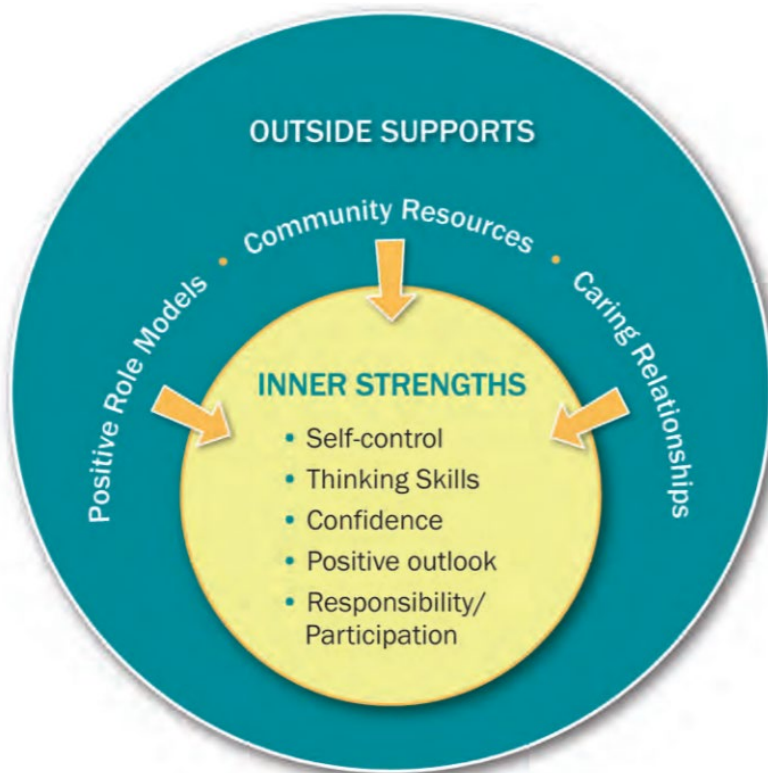 OUTSIDE SUPPORTS
Positive Role Models • Community Resources • Caring Relationships
INNER STRENGTHS
• Self-control
• Thinking Skills
• Confidence
• Positive outlook
• Responsibility/
Participation